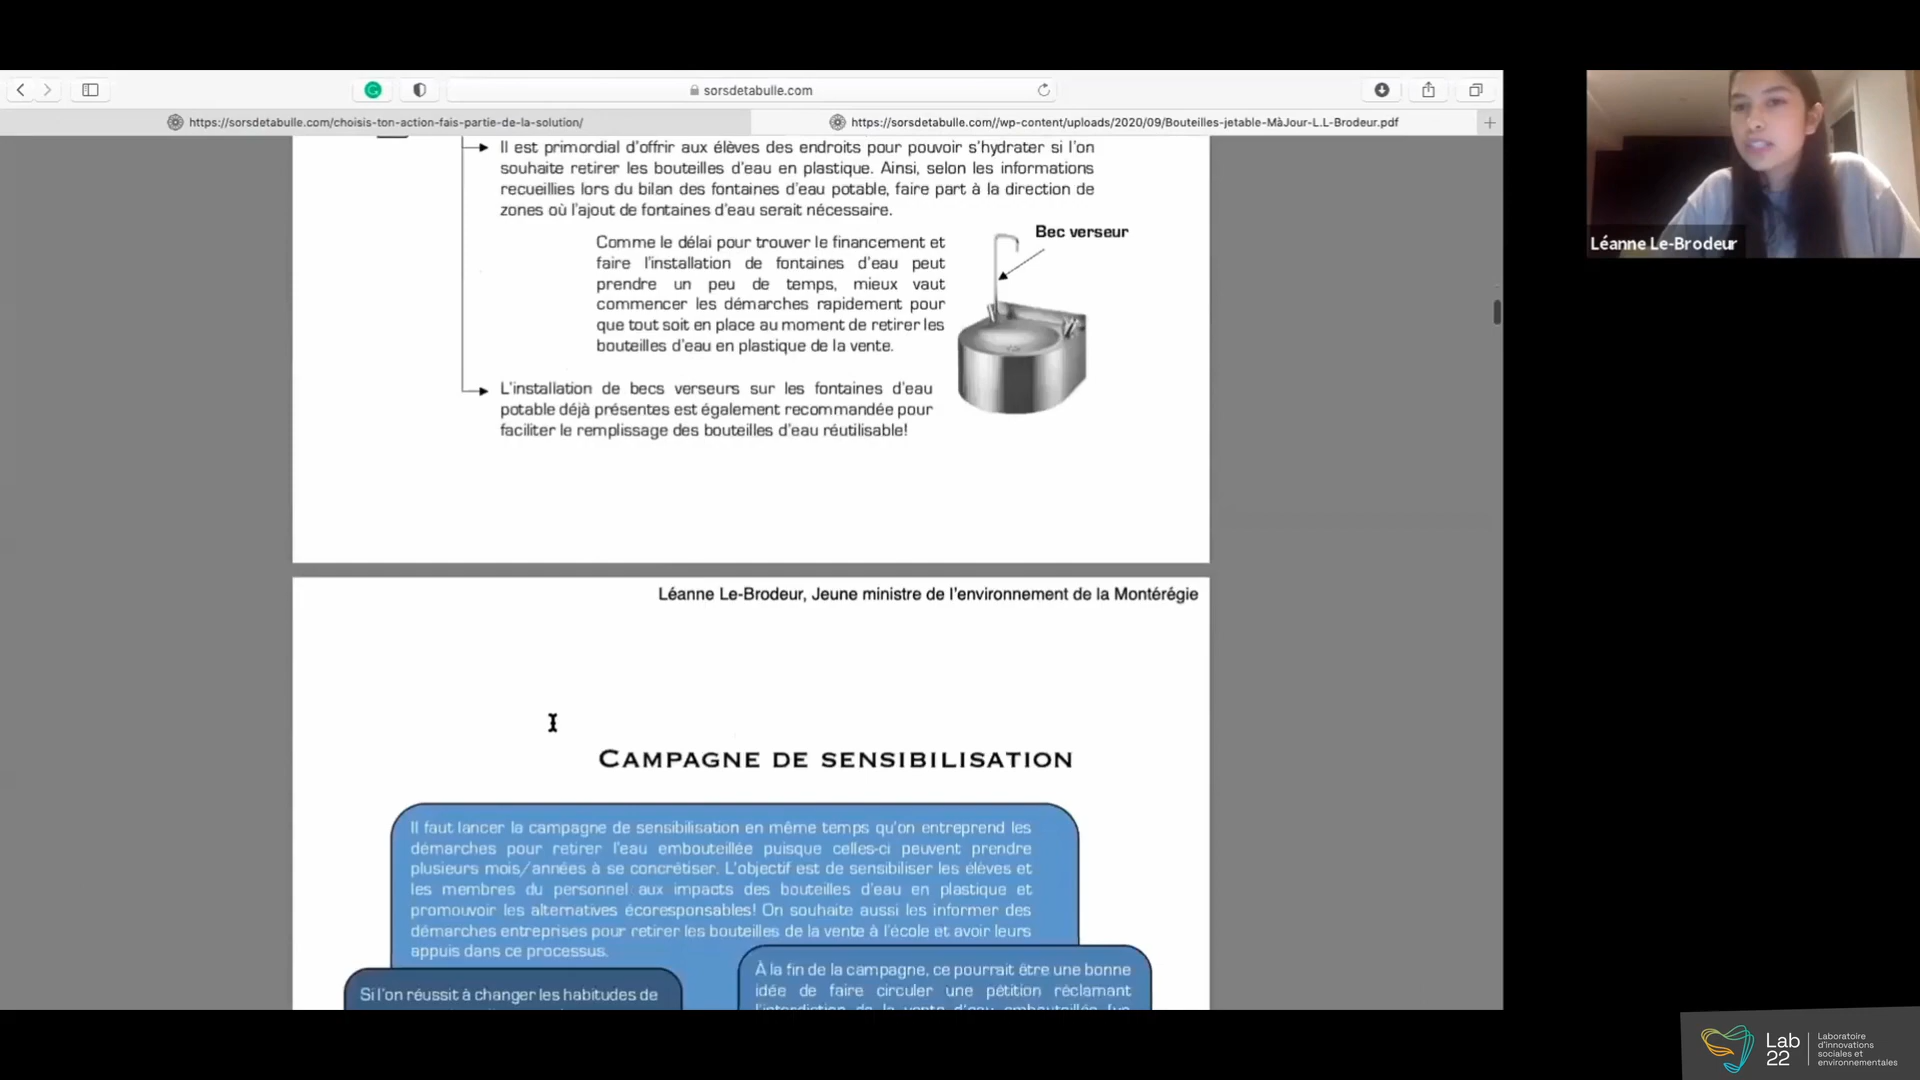 sorsdetabulle.com
https://sorsdetabulle.com/choisis-ton-action-fais-partie-de-la-solution/
https://sorsdetabulle.com//wp-content/uploads/2020/09/Bouteilles-jetable-MàJour-L.L-Brodeur.pdf
Il est primordial d'offrir aux élèves des endroits pour pouvoir s'hydrater si l'on
souhaite retirer les bouteilles d'eau en plastique. Ainsi, selon les informations
recueillies lors du bilan des fontaines d'eau potable, faire part à la direction de
zones où l'ajout de fontaines d'eau serait nécessaire.
Comme le délai pour trouver le financement et
faire l'installation de fontaines d'eau peut
prendre un peu de temps, mieux vaut
commencer les démarches rapidement pour
que tout soit en place au moment de retirer les
bouteilles d'eau en plastique de la vente.
Bec verseur
L'installation de becs verseurs sur les fontaines d'eau
potable déjà présentes est également recommandée pour
faciliter le remplissage des bouteilles d'eau réutilisable!
Léanne Le-Brodeur, Jeune ministre de l'environnement de la Montérégie
CAMPAGNE DE SENSIBILISATION
Il faut lancer la campagne de sensibilisation en même temps qu'on entreprend les
démarches pour retirer l'eau embouteillée puisque celles-ci peuvent prendre
plusieurs mois/années à se concrétiser. L'objectif est de sensibiliser les élèves et
les membres du personnel aux impacts des bouteilles d'eau en plastique et
promouvoir les alternatives écoresponsables! On souhaite aussi les informer des
démarches entreprises pour retirer les bouteilles de la vente à l'école et avoir leurs
appuis dans ce processus.
Si l'on réussit à changer les habitudes de
À la fin de la campagne, ce pourrait être une bonne
idée de faire circuler une pétition réclamant
l'interdiction de la vente d'eau embouteillée
Léanne Le-Brodeur
Lab
22
Laboratoire
d'innovations
sociales et
environnementales